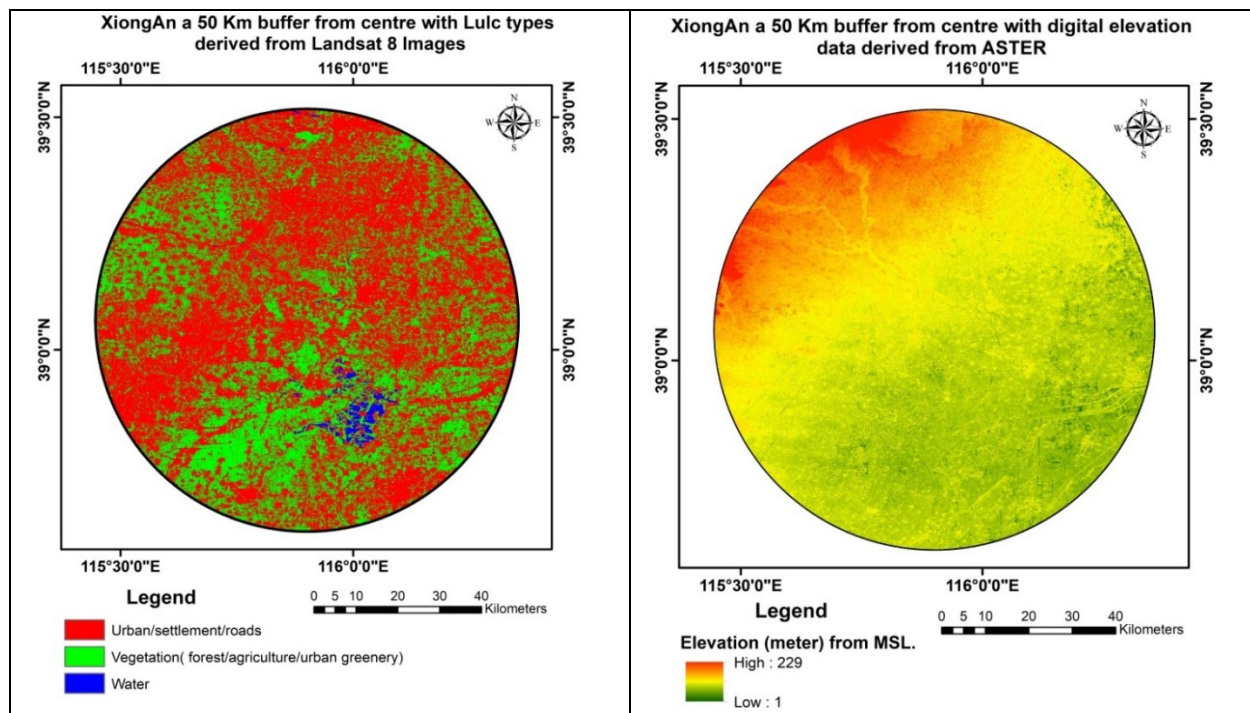 XiongAn a 50 Km buffer from centre with Lulc types
derived from Landsat 8 Images
115°30'0"E
116°0'0"E
39°30'0"N
39°30'0"N
N
W
E
S
39°0'0"N
39°0'0"N
115°30'0"E
116°0'0"E
Legend
0 5 10 20 30 40
Kilometers
Urban/settlement/roads
Vegetation( forest/agriculture/urban greenery)
Water
XiongAn a 50 Km buffer from centre with digital elevation
data derived from ASTER
115°30'0"E
116°0'0"E
39°30'0"N
39°30'0"N
N
W
E
S
39°0'0"N
39°0'0"N
115°30'0"E
116°0'0"E
Legend
0 5 10 20 30 40
Kilometers
Elevation (meter) from MSL.
High : 229
Low : 1